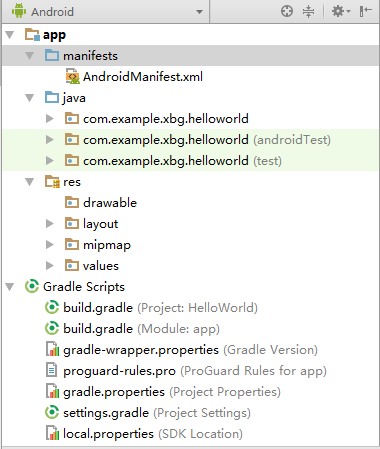 Android
app
manifests
AndroidManifest.xml
java
com.example.xbg.helloworld
com.example.xbg.helloworld (androidTest)
com.example.xbg.helloworld (test)
res
drawable
layout
mipmap
values
Gradle Scripts
build.gradle (Project: HelloWorld)
build.gradle (Module: app)
gradle-wrapper.properties (Gradle Version)
proguard-rules.pro (ProGuard Rules for app)
gradle.properties (Project Properties)
settings.gradle (Project Settings)
local.properties (SDK Location)